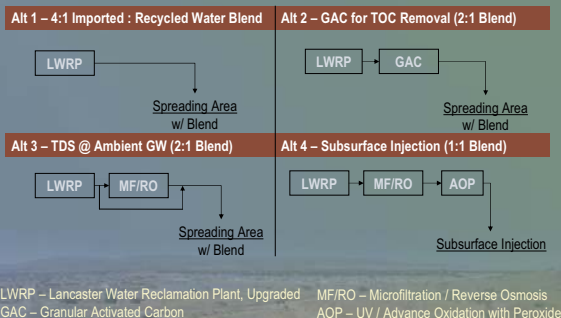 Alt 1 – 4:1 Imported : Recycled Water Blend
LWRP
Spreading Area
w/ Blend
Alt 2 – GAC for TOC Removal (2:1 Blend)
LWRP
GAC
Spreading Area
w/ Blend
Alt 3 – TDS @ Ambient GW (2:1 Blend)
LWRP
MF/RO
Spreading Area
w/ Blend
Alt 4 – Subsurface Injection (1:1 Blend)
LWRP
MF/RO
AOP
Subsurface Injection
LWRP – Lancaster Water Reclamation Plant, Upgraded
GAC – Granular Activated Carbon
MF/RO – Microfiltration / Reverse Osmosis
AOP – UV / Advance Oxidation with Peroxide